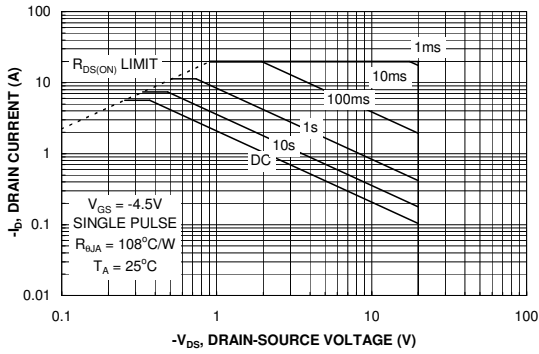 -I_D, DRAIN CURRENT (A)
100
10
1
0.1
0.01
R_DS(ON) LIMIT
1ms
10ms
100ms
1s
10s
DC
V_GS = -4.5V
SINGLE PULSE
R_θJA = 108°C/W
T_A = 25°C
0.1
1
10
100
-V_DS, DRAIN-SOURCE VOLTAGE (V)